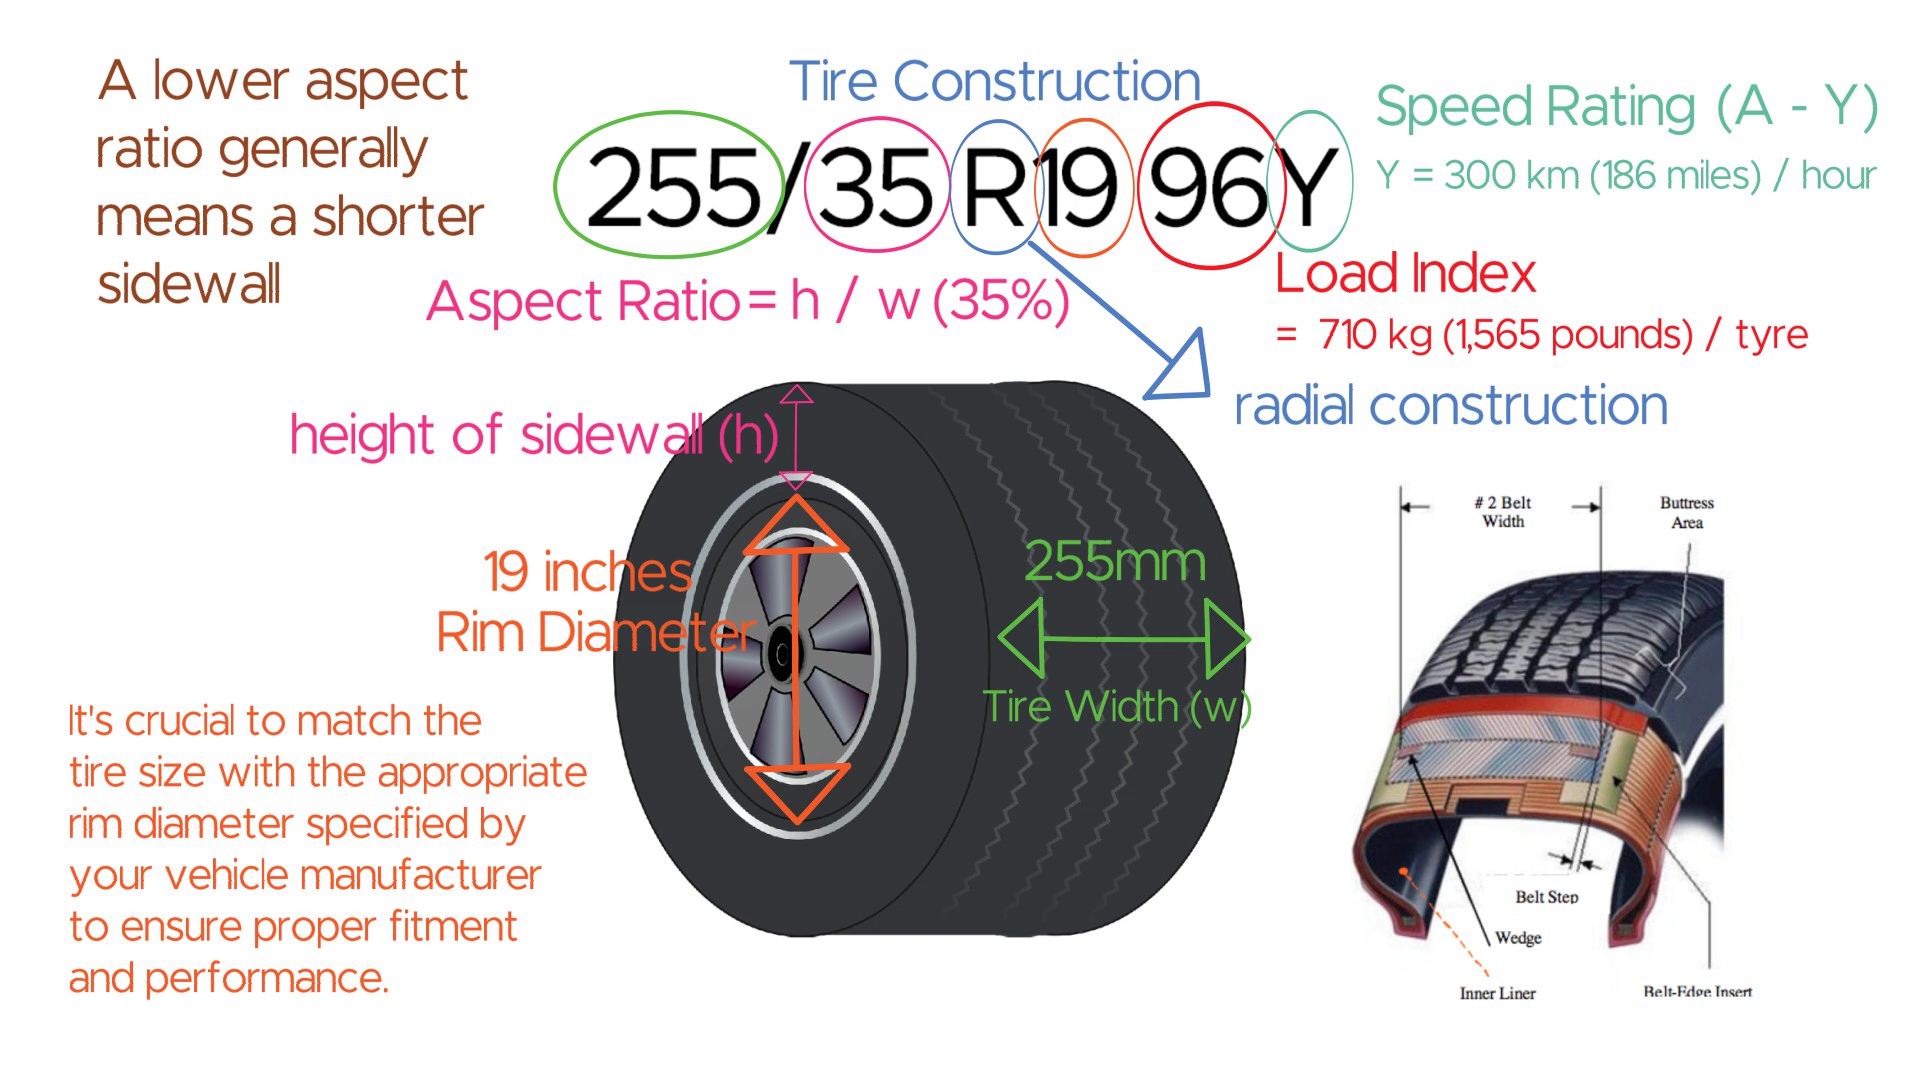 A lower aspect
ratio generally
means a shorter
sidewall
Tire Construction
255/35 R19 96Y
Speed Rating (A - Y)
Y = 300 km (186 miles) / hour
Aspect Ratio = h / w (35%)
Load Index
= 710 kg (1,565 pounds) / tyre
radial construction
height of sidewall (h)
19 inches
Rim Diameter
255mm
Tire Width (w)
It's crucial to match the
tire size with the appropriate
rim diameter specified by
your vehicle manufacturer
to ensure proper fitment
and performance.
# 2 Belt
Width
Buttress
Area
Belt Step
Wedge
Inner Liner
Belt-Edge Insert